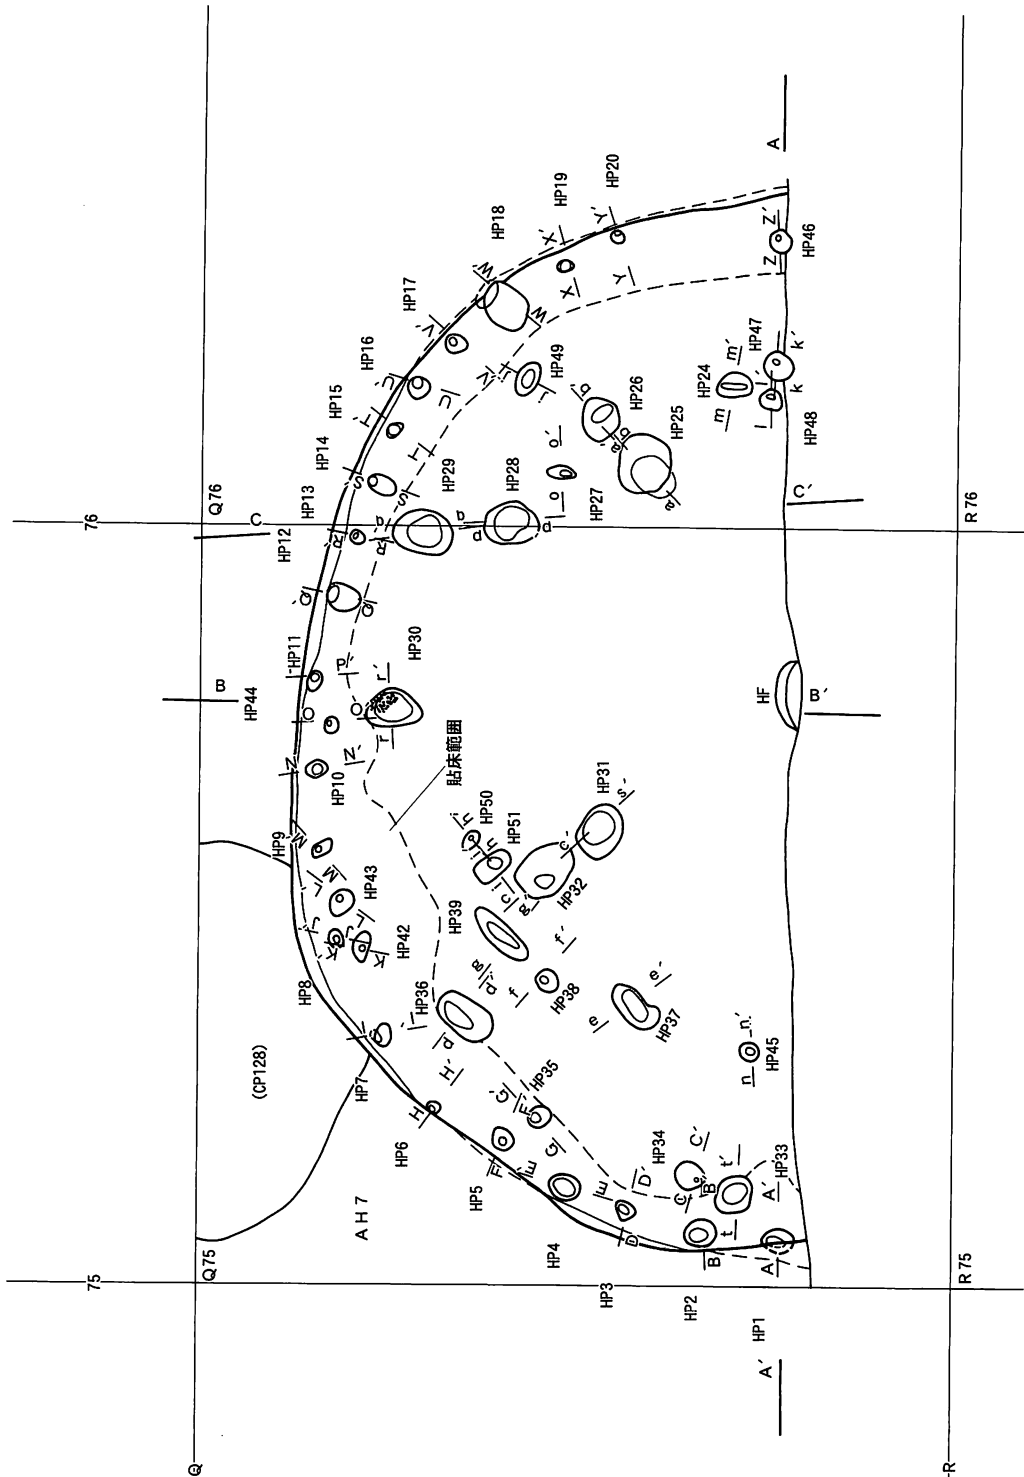 76
Q76
R76
75
Q75
R75
Q
R
A
A´
B
B´
C
C´
HP20
HP19
HP18
HP17
HP16
HP15
HP14
HP13
HP12
HP11
HP44
HP10
HP9
HP43
HP42
HP8
HP7
HP6
HP5
HP4
HP3
HP2
HP1
HP46
HP47
HP24
HP48
HP49
HP26
HP25
HP27
HP28
HP29
HP30
HP31
HP32
HP50
HP51
HP39
HP38
HP37
HP36
HP35
HP34
HP33
HP45
HF
貼床範囲
(CP128)
AH7
Z
Z´
Y
Y´
X
X´
W
W´
V
V´
U
U´
T
T´
S
S´
R
R´
Q
Q´
P´
O
N
N´
M
M´
L
L´
K
K´
J
J´
I
I´
H
H´
G
G´
F
F´
E
E´
D
D´
C
C´
B
B´
A
A´
m
m´
k
k´
l
j
j´
b´
a
a´
o
o´
p
q
r
r´
s´
c
c´
h
h´
i
g
g´
f
f´
e
e´
d
d´
n
n´
t
t´